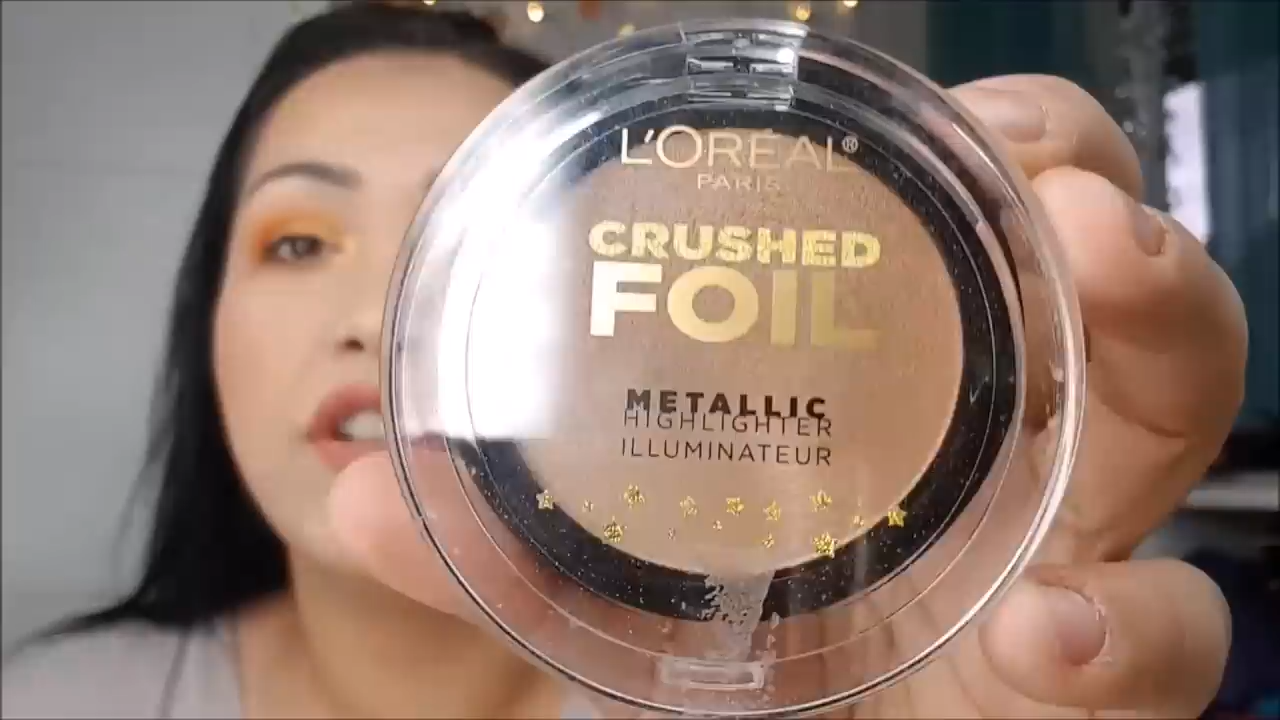 L'ORÉAL®
PARIS
CRUSHED
FOIL
METALLIC
HIGHLIGHTER
ILLUMINATEUR